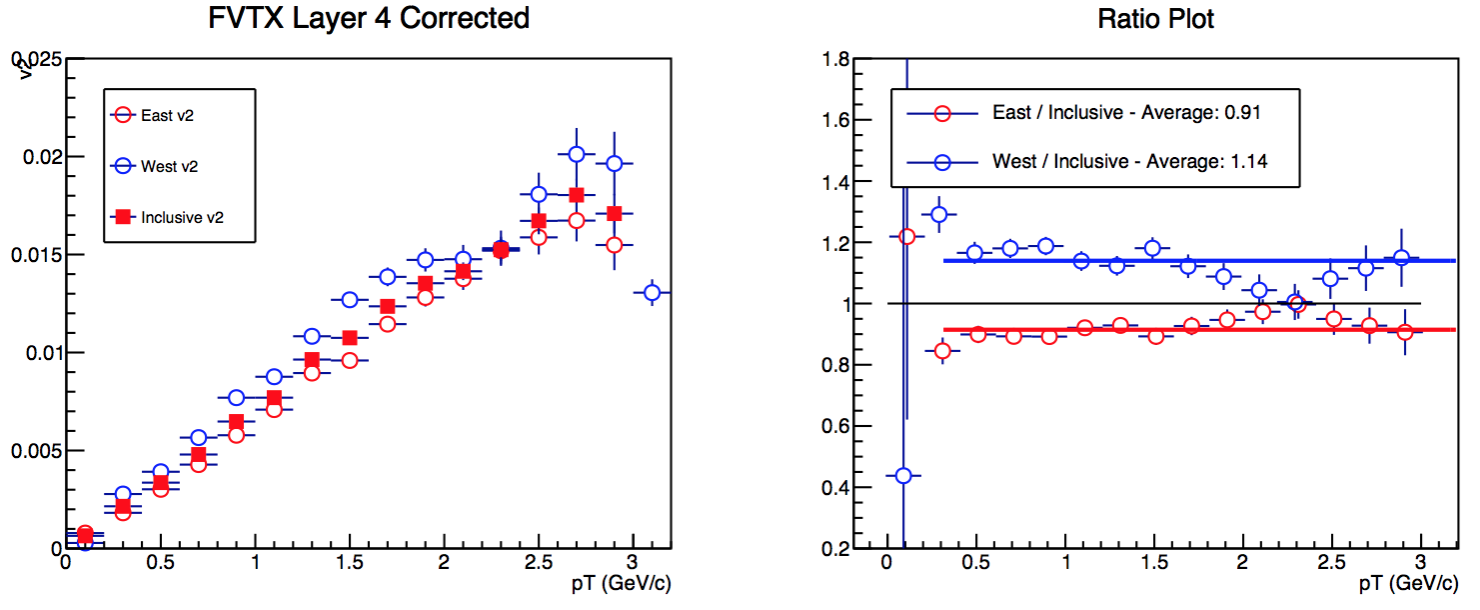 FVTX Layer 4 Corrected
v2
0.025
0.02
0.015
0.01
0.005
0
East v2
West v2
Inclusive v2
0 0.5 1 1.5 2 2.5 3
pT (GeV/c)
Ratio Plot
1.8
1.6
1.4
1.2
1
0.8
0.6
0.4
0.2
East / Inclusive - Average: 0.91
West / Inclusive - Average: 1.14
0 0.5 1 1.5 2 2.5 3
pT (GeV/c)